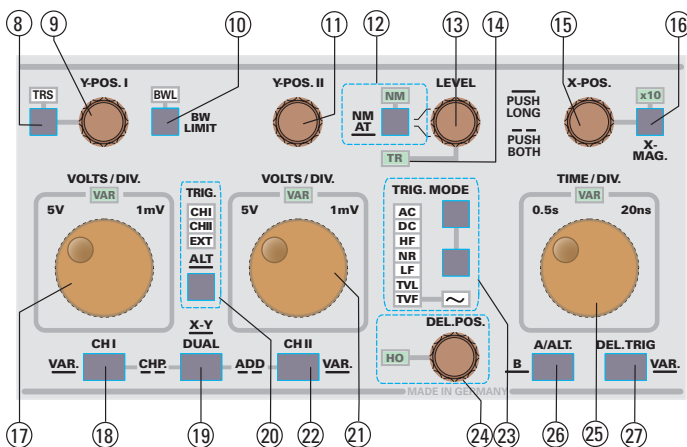 8 9 10 11 12 13 14 15 16
TRS Y-POS. I BWL BW LIMIT Y-POS. II NM NM AT LEVEL PUSH LONG X-POS. x10
TR PUSH BOTH X-MAG.
VOLTS / DIV. TRIG. VOLTS / DIV. TRIG. MODE TIME / DIV.
VAR VAR VAR
5V 1mV 5V 1mV 0.5s 20ns
CHI
CHII
EXT
ALT
AC
DC
HF
NR
LF
TVL
TVF ~
X-Y DEL.POS.
CH I DUAL CH II A/ALT. DEL.TRIG
VAR. CHP. ADD VAR. HO B VAR.
MADE IN GERMANY
17 18 19 20 22 21 24 23 26 25 27